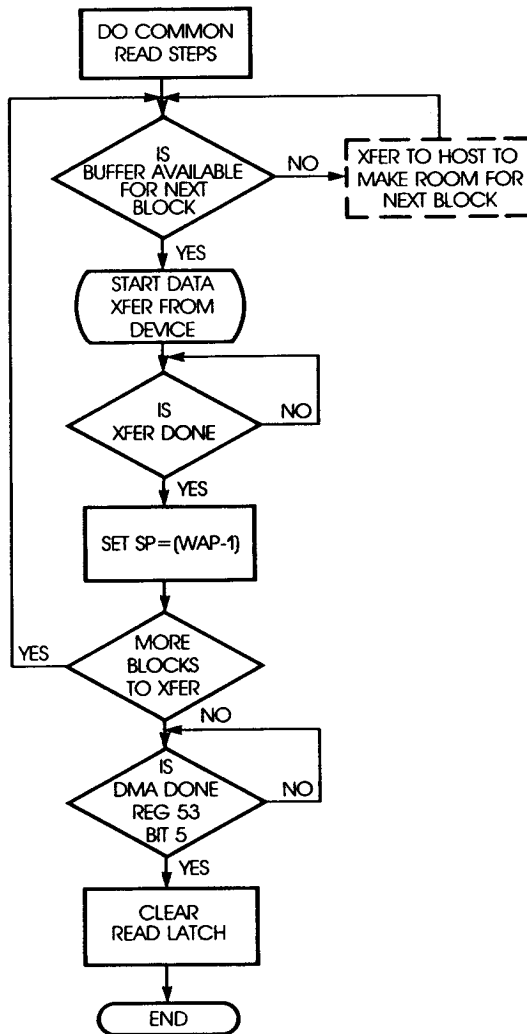 DO COMMON
READ STEPS
IS
BUFFER AVAILABLE
FOR NEXT
BLOCK
NO
XFER TO HOST TO
MAKE ROOM FOR
NEXT BLOCK
YES
START DATA
XFER FROM
DEVICE
IS
XFER DONE
NO
YES
SET SP=(WAP-1)
YES
MORE
BLOCKS
TO XFER
NO
IS
DMA DONE
REG 53
BIT 5
NO
YES
CLEAR
READ LATCH
END